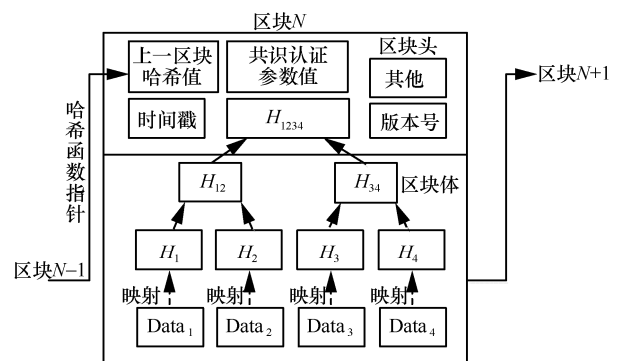 区块N
上一区块
哈希值
共识认证
参数值
区块头
其他
区块N+1
时间戳
H1234
版本号
哈希函数指针
H12
H34
区块体
H1
H2
H3
H4
区块N–1
映射
映射
映射
映射
Data1
Data2
Data3
Data4